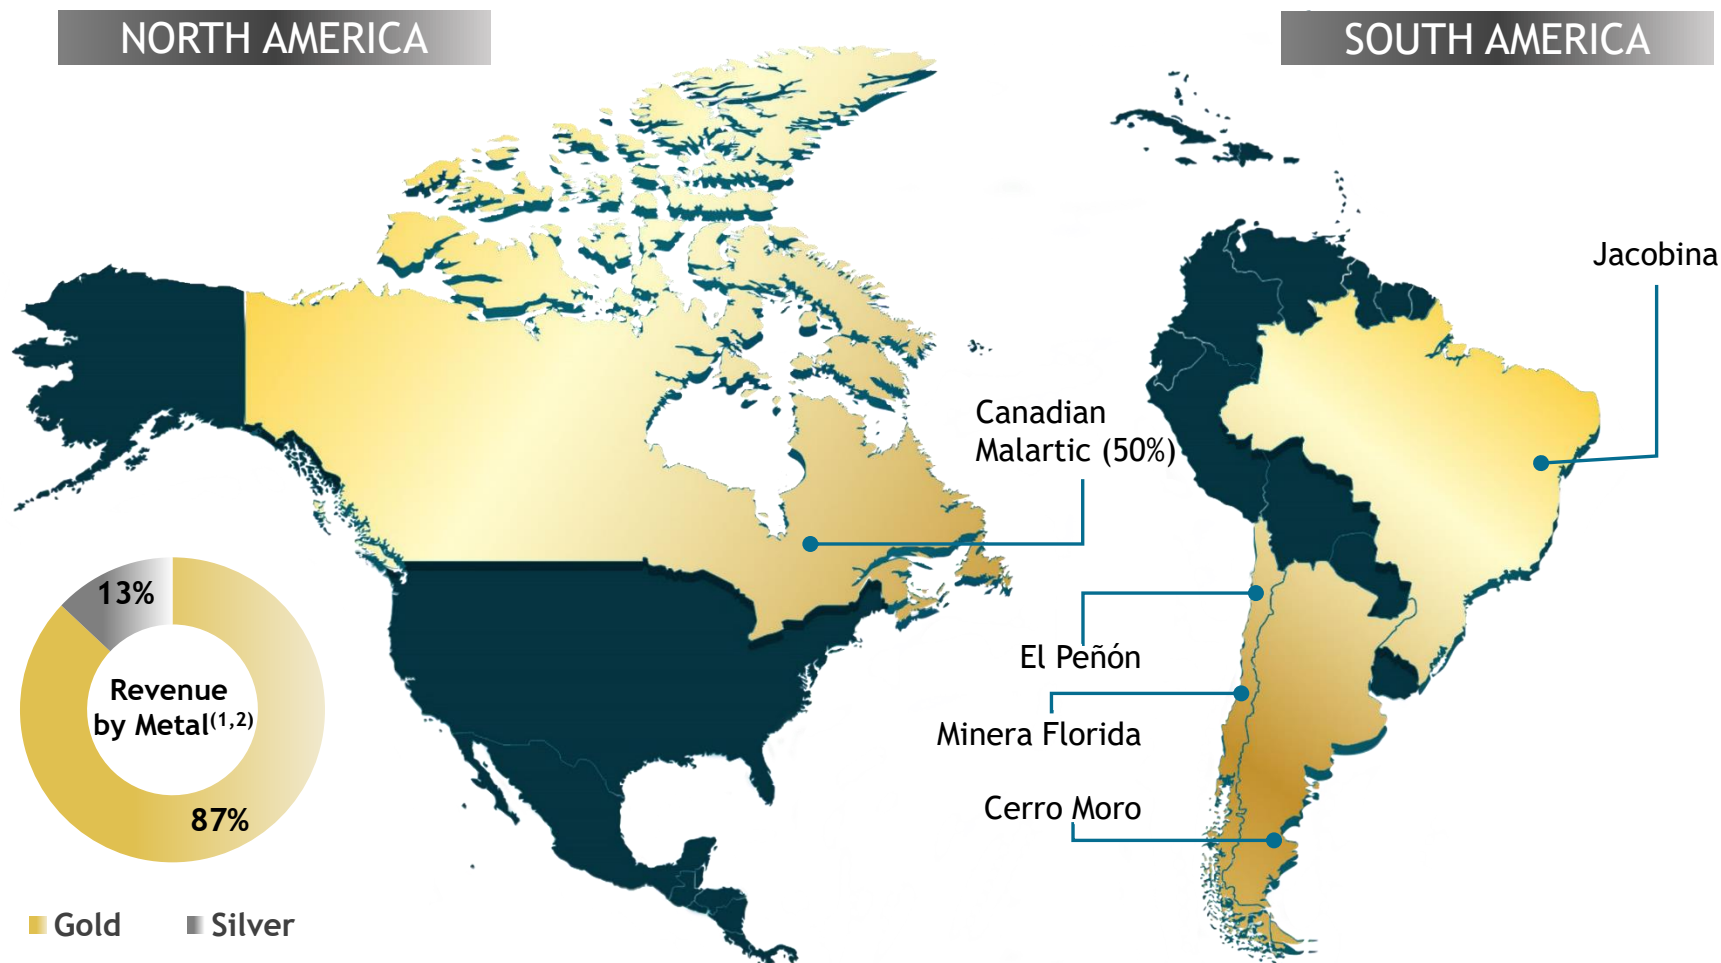 NORTH AMERICA
SOUTH AMERICA
Jacobina
Canadian
Malartic (50%)
El Peñón
Minera Florida
Cerro Moro
13%
Revenue
by Metal(1,2)
87%
Gold
Silver